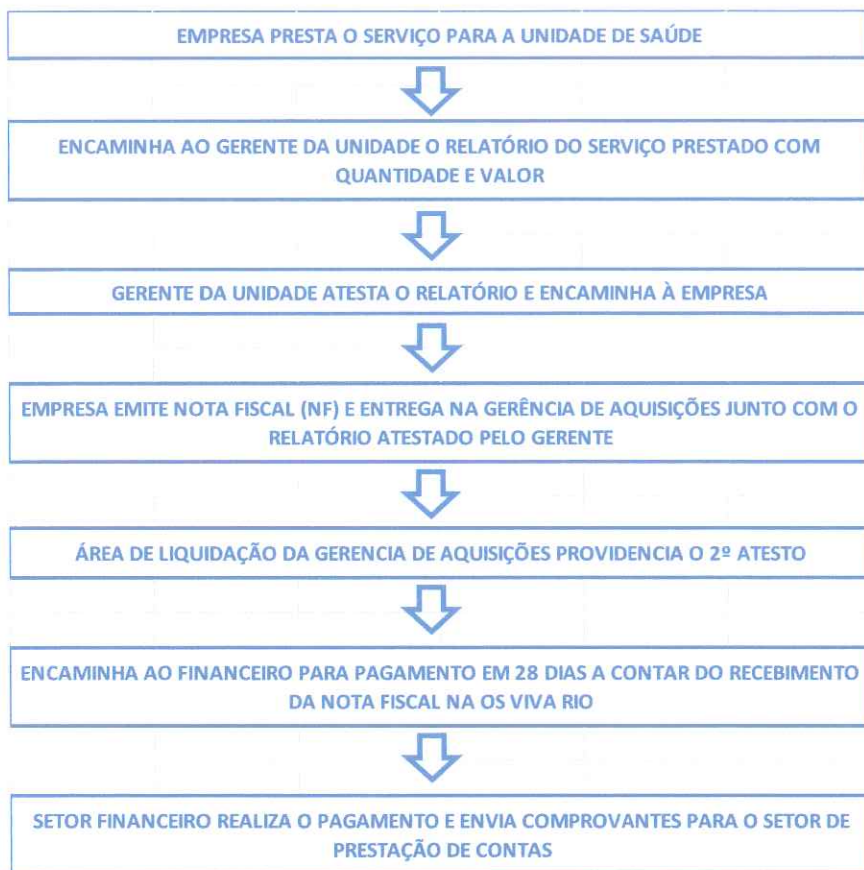 EMPRESA PRESTA O SERVIÇO PARA A UNIDADE DE SAÚDE
ENCAMINHA AO GERENTE DA UNIDADE O RELATÓRIO DO SERVIÇO PRESTADO COM
QUANTIDADE E VALOR
GERENTE DA UNIDADE ATESTA O RELATÓRIO E ENCAMINHA À EMPRESA
EMPRESA EMITE NOTA FISCAL (NF) E ENTREGA NA GERÊNCIA DE AQUISIÇÕES JUNTO COM O
RELATÓRIO ATESTADO PELO GERENTE
ÁREA DE LIQUIDAÇÃO DA GERENCIA DE AQUISIÇÕES PROVIDENCIA O 2º ATESTO
ENCAMINHA AO FINANCEIRO PARA PAGAMENTO EM 28 DIAS A CONTAR DO RECEBIMENTO
DA NOTA FISCAL NA OS VIVA RIO
SETOR FINANCEIRO REALIZA O PAGAMENTO E ENVIA COMPROVANTES PARA O SETOR DE
PRESTAÇÃO DE CONTAS